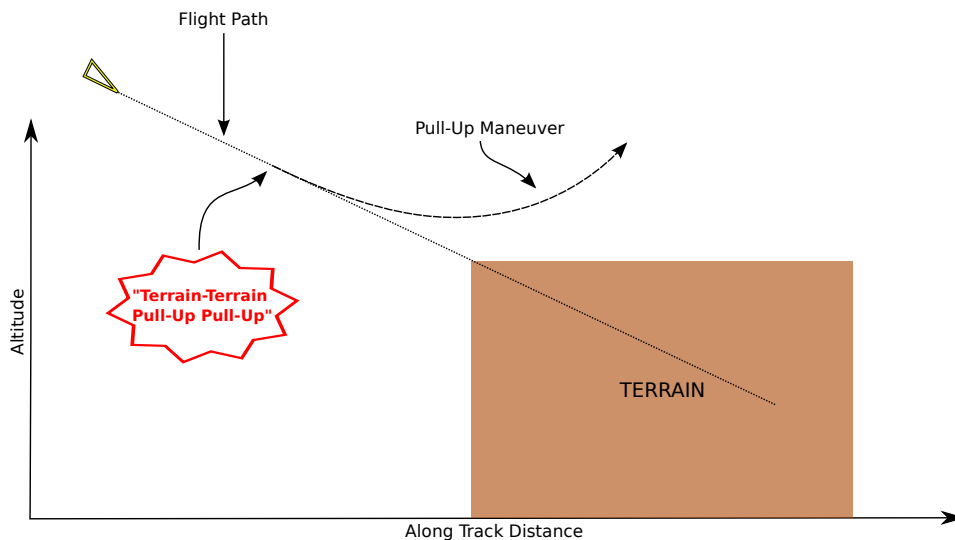 Flight Path
Pull-Up Maneuver
"Terrain-Terrain
Pull-Up Pull-Up"
Altitude
TERRAIN
Along Track Distance